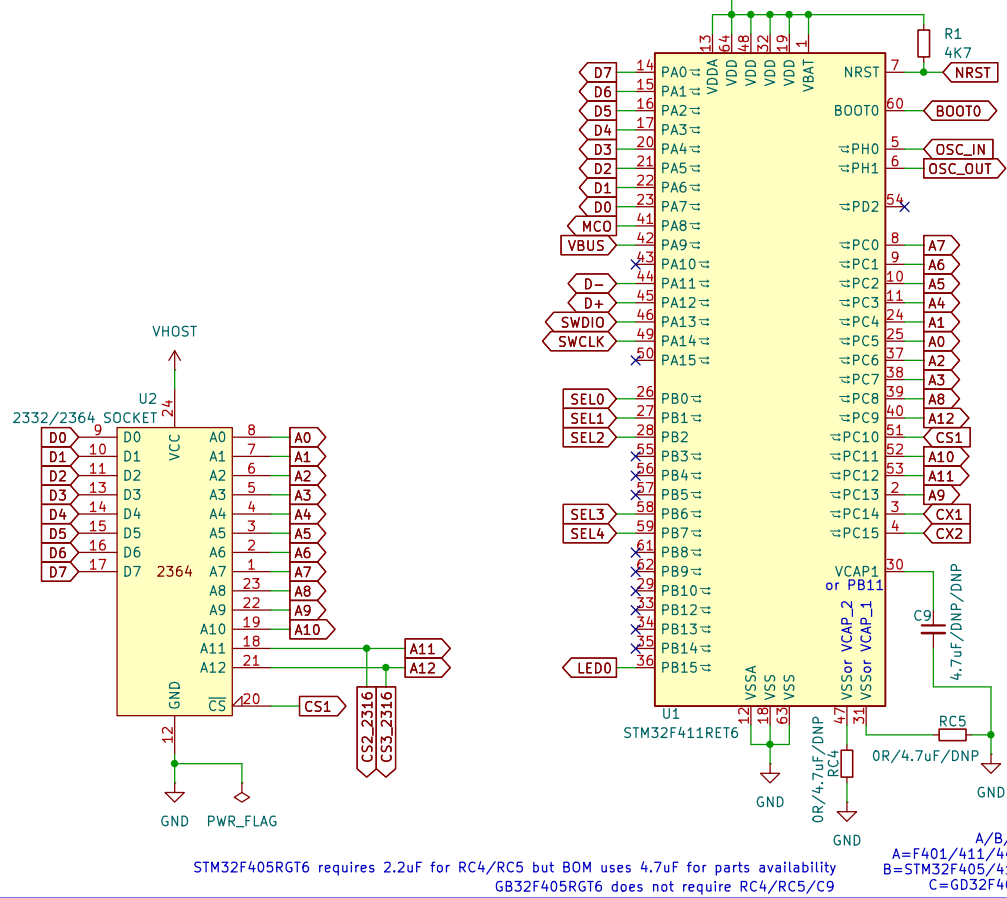 R1
4K7
13
64
48
32
19
1
VDDA
VDD
VDD
VDD
VDD
VBAT
D7 14 PA0 NRST 7 NRST
D6 15 PA1
D5 16 PA2 BOOT0 60 BOOT0
D4 17 PA3
D3 20 PA4 PH0 5 OSC_IN
D2 21 PA5 PH1 6 OSC_OUT
D1 22 PA6
D0 23 PA7 PD2 54
MCO 41 PA8
VBUS 42 PA9 PC0 8 A7
43 PA10 PC1 9 A6
D- 44 PA11 PC2 10 A5
D+ 45 PA12 PC3 11 A4
SWDIO 46 PA13 PC4 24 A1
SWCLK 49 PA14 PC5 25 A0
50 PA15 PC6 37 A2
PC7 38 A3
SEL0 26 PB0 PC8 39 A8
SEL1 27 PB1 PC9 40 A12
SEL2 28 PB2 PC10 51 CS1
55 PB3 PC11 52 A10
56 PB4 PC12 53 A11
57 PB5 PC13 2 A9
SEL3 58 PB6 PC14 3 CX1
SEL4 59 PB7 PC15 4 CX2
61 PB8
62 PB9 VCAP1 30
29 PB10 or PB11
33 PB12
34 PB13
35 PB14
LED0 36 PB15
VSSA
VSS
VSS
VSSor VCAP_2
VSSor VCAP_1
12
18
63
47
31
U1
STM32F411RET6
GND
C9
4.7uF/DNP/DNP
RC5
0R/4.7uF/DNP
RC4
0R/4.7uF/DNP
GND
GND
VHOST
U2
24
2332/2364 SOCKET
VCC
D0 9 D0 A0 8 A0
D1 10 D1 A1 7 A1
D2 11 D2 A2 6 A2
D3 13 D3 A3 5 A3
D4 14 D4 A4 4 A4
D5 15 D5 A5 3 A5
D6 16 D6 A6 2 A6
D7 17 D7 2364 A7 1 A7
A8 23 A8
A9 22 A9
A10 19 A10
A11 18 A11
A12 21 A12
GND
CS 20 CS1
CS2_2316
CS3_2316
12
GND PWR_FLAG
A/B/
A=F401/411/4
STM32F405RGT6 requires 2.2uF for RC4/RC5 but BOM uses 4.7uF for parts availability
B=STM32F405/4
GB32F405RGT6 does not require RC4/RC5/C9
C=GD32F4